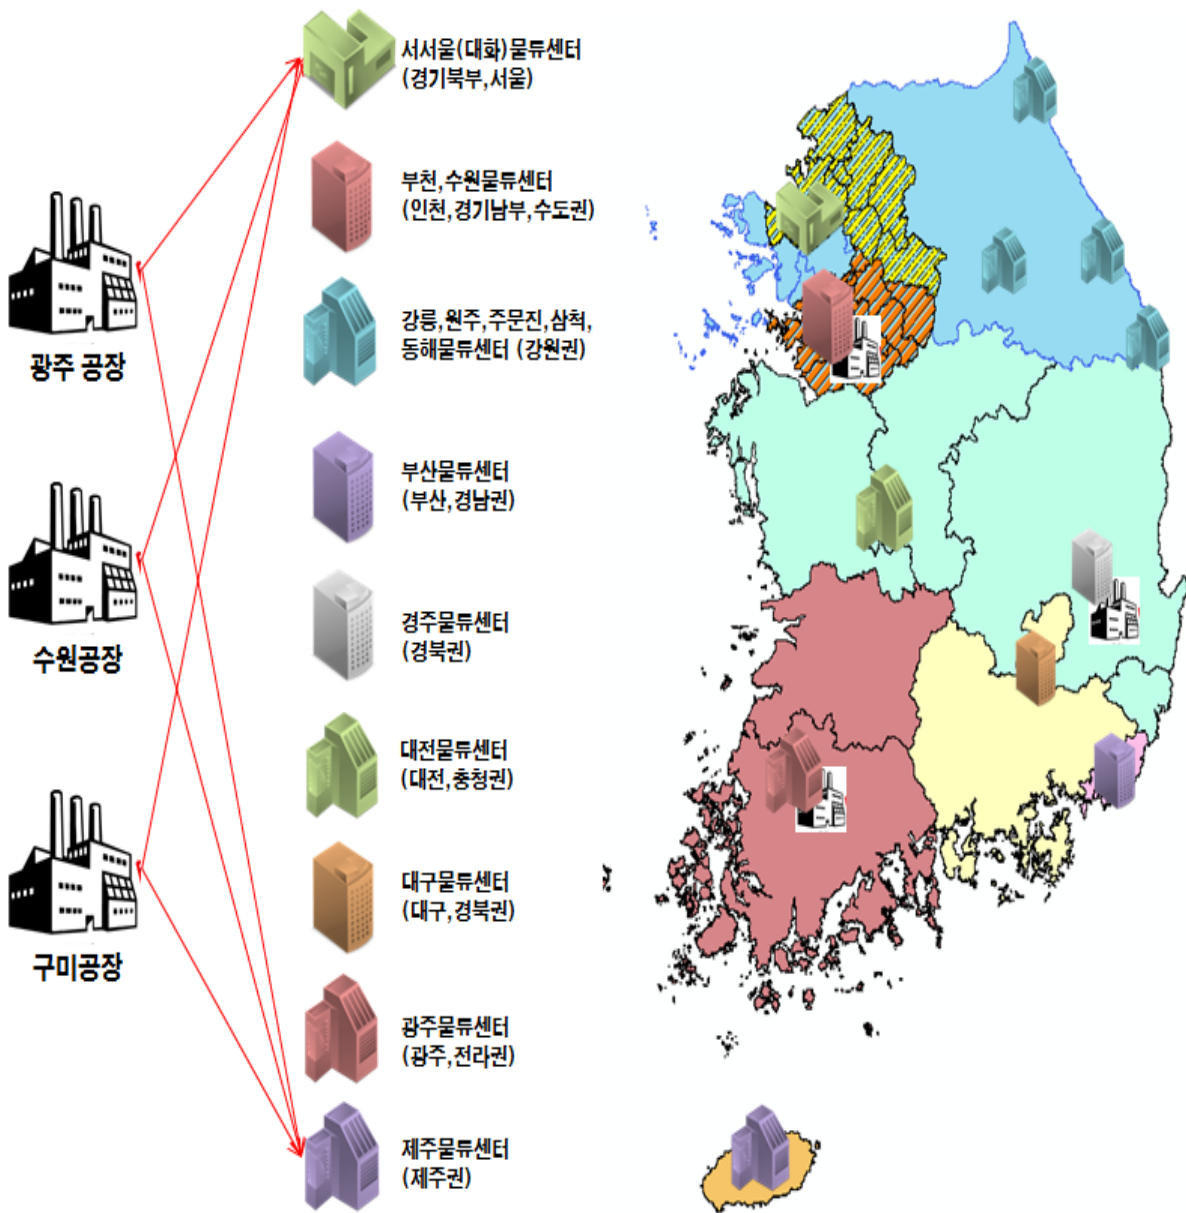 서서울(대화)물류센터
(경기북부,서울)
부천,수원물류센터
(인천,경기남부,수도권)
광주 공장
강릉,원주,주문진,삼척,
동해물류센터 (강원권)
부산물류센터
(부산,경남권)
수원공장
경주물류센터
(경북권)
대전물류센터
(대전,충청권)
구미공장
대구물류센터
(대구,경북권)
광주물류센터
(광주,전라권)
제주물류센터
(제주권)